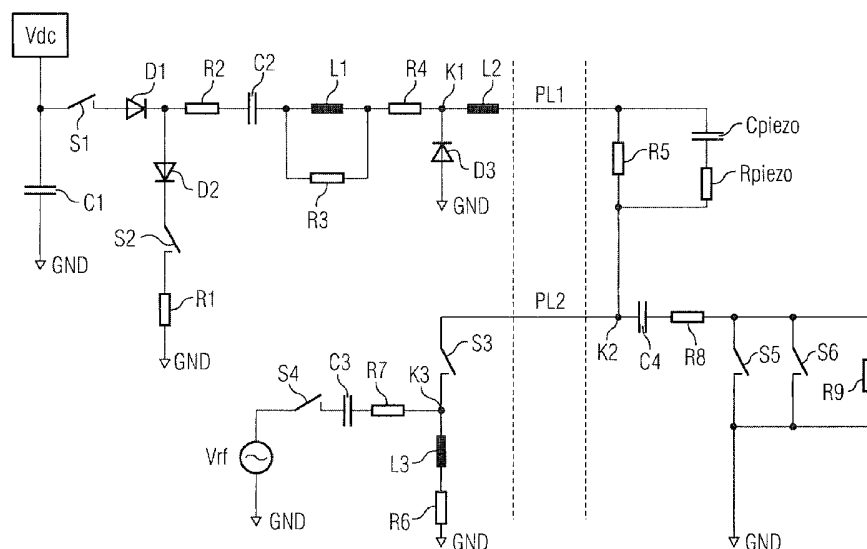 Vdc
D1
R2
C2
L1
R4
K1
L2
PL1
S1
Cpiezo
R5
D3
Rpiezo
D2
C1
R3
GND
S2
GND
R1
GND
PL2
S3
K2
C4
R8
S5
S6
R9
S4
C3
R7
K3
Vrf
L3
R6
GND
GND
GND